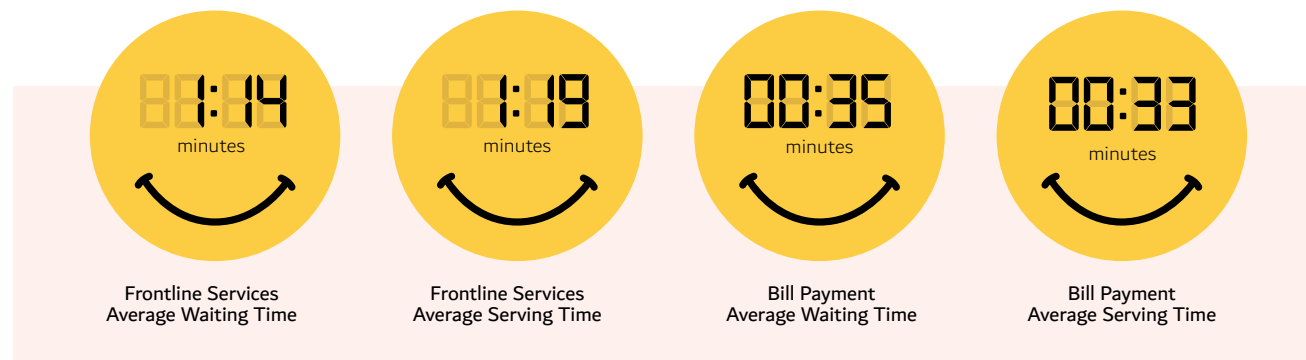 1:14
minutes
Frontline Services
Average Waiting Time
1:19
minutes
Frontline Services
Average Serving Time
00:35
minutes
Bill Payment
Average Waiting Time
00:33
minutes
Bill Payment
Average Serving Time